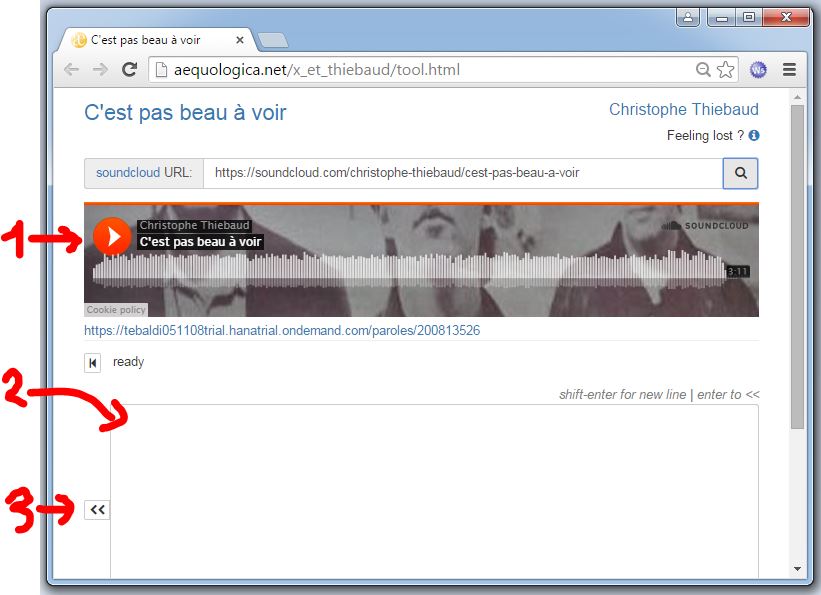 C'est pas beau à voir
aequologica.net/x_et_thiebaud/tool.html
Ws
C'est pas beau à voir
Christophe Thiebaud
Feeling lost ?
soundcloud URL:
https://soundcloud.com/christophe-thiebaud/cest-pas-beau-a-voir
1
Christophe Thiebaud
SOUNDCLOUD
C'est pas beau à voir
3:11
Cookie policy
https://tebaldi051108trial.hanatrial.ondemand.com/paroles/200813526
ready
2
shift-enter for new line | enter to <<
3
<<